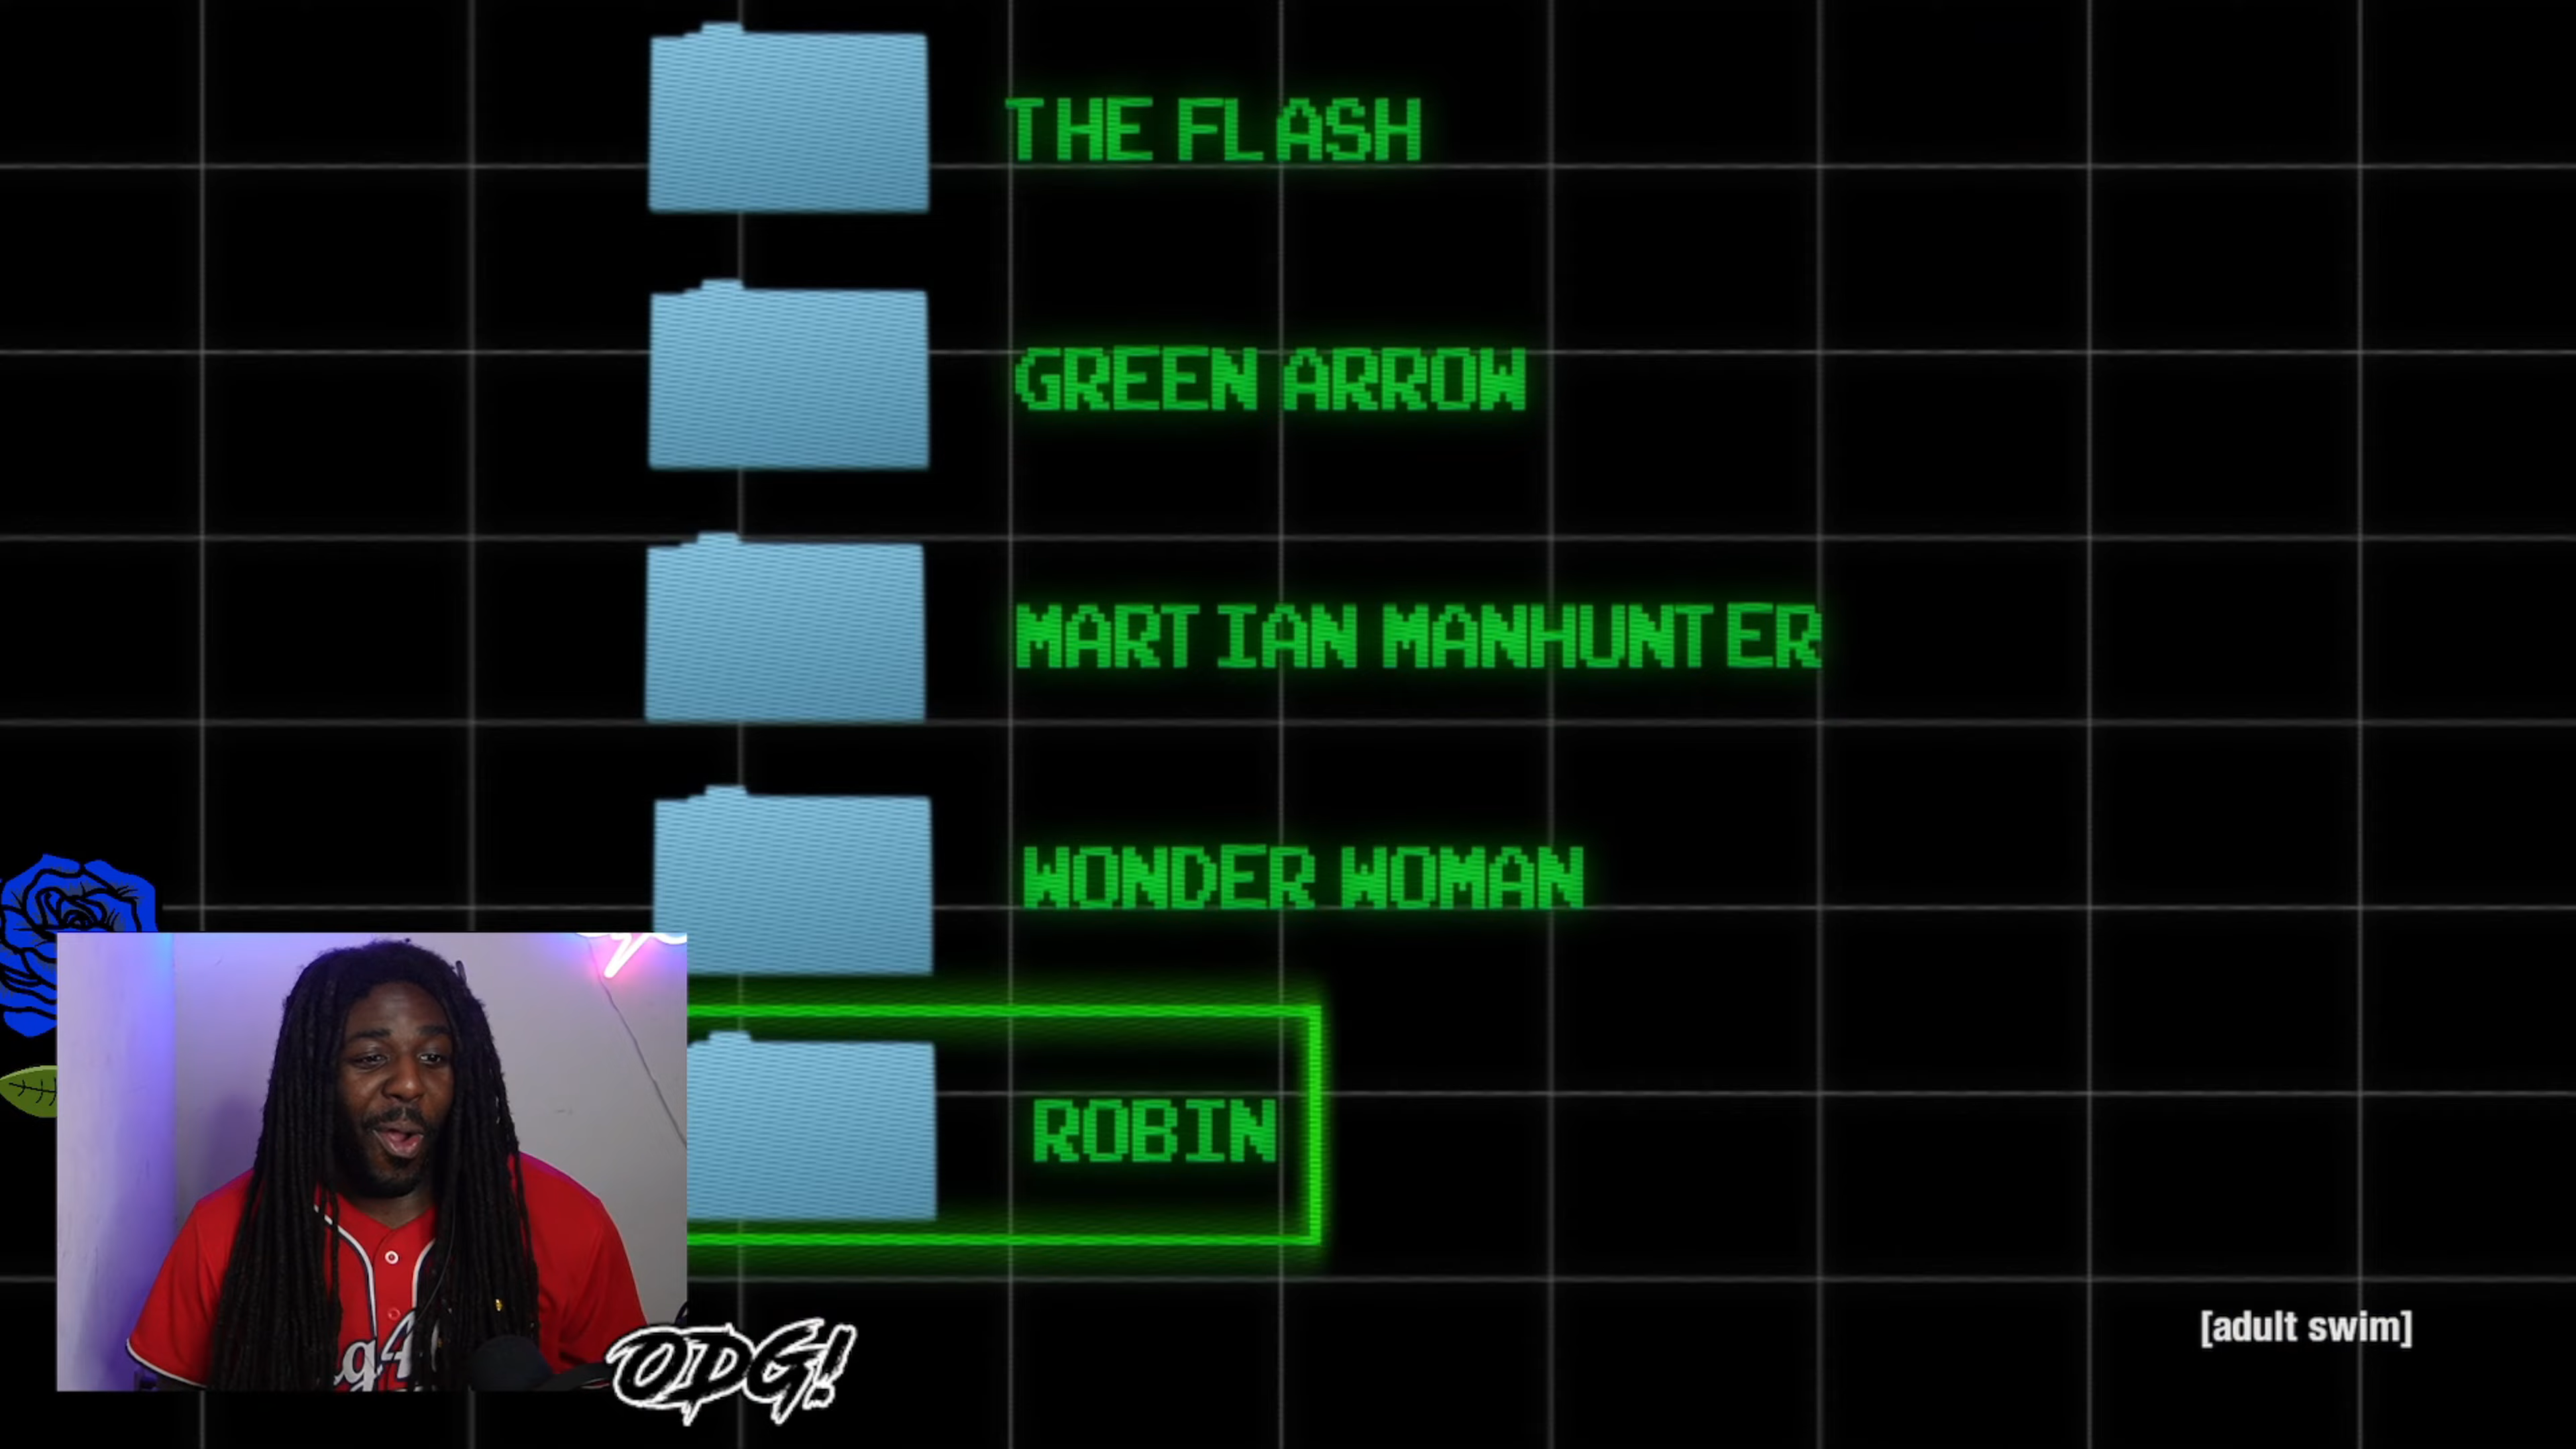 THE FLASH
GREEN ARROW
MARTIAN MANHUNTER
WONDER WOMAN
ROBIN
ODG!
[adult swim]